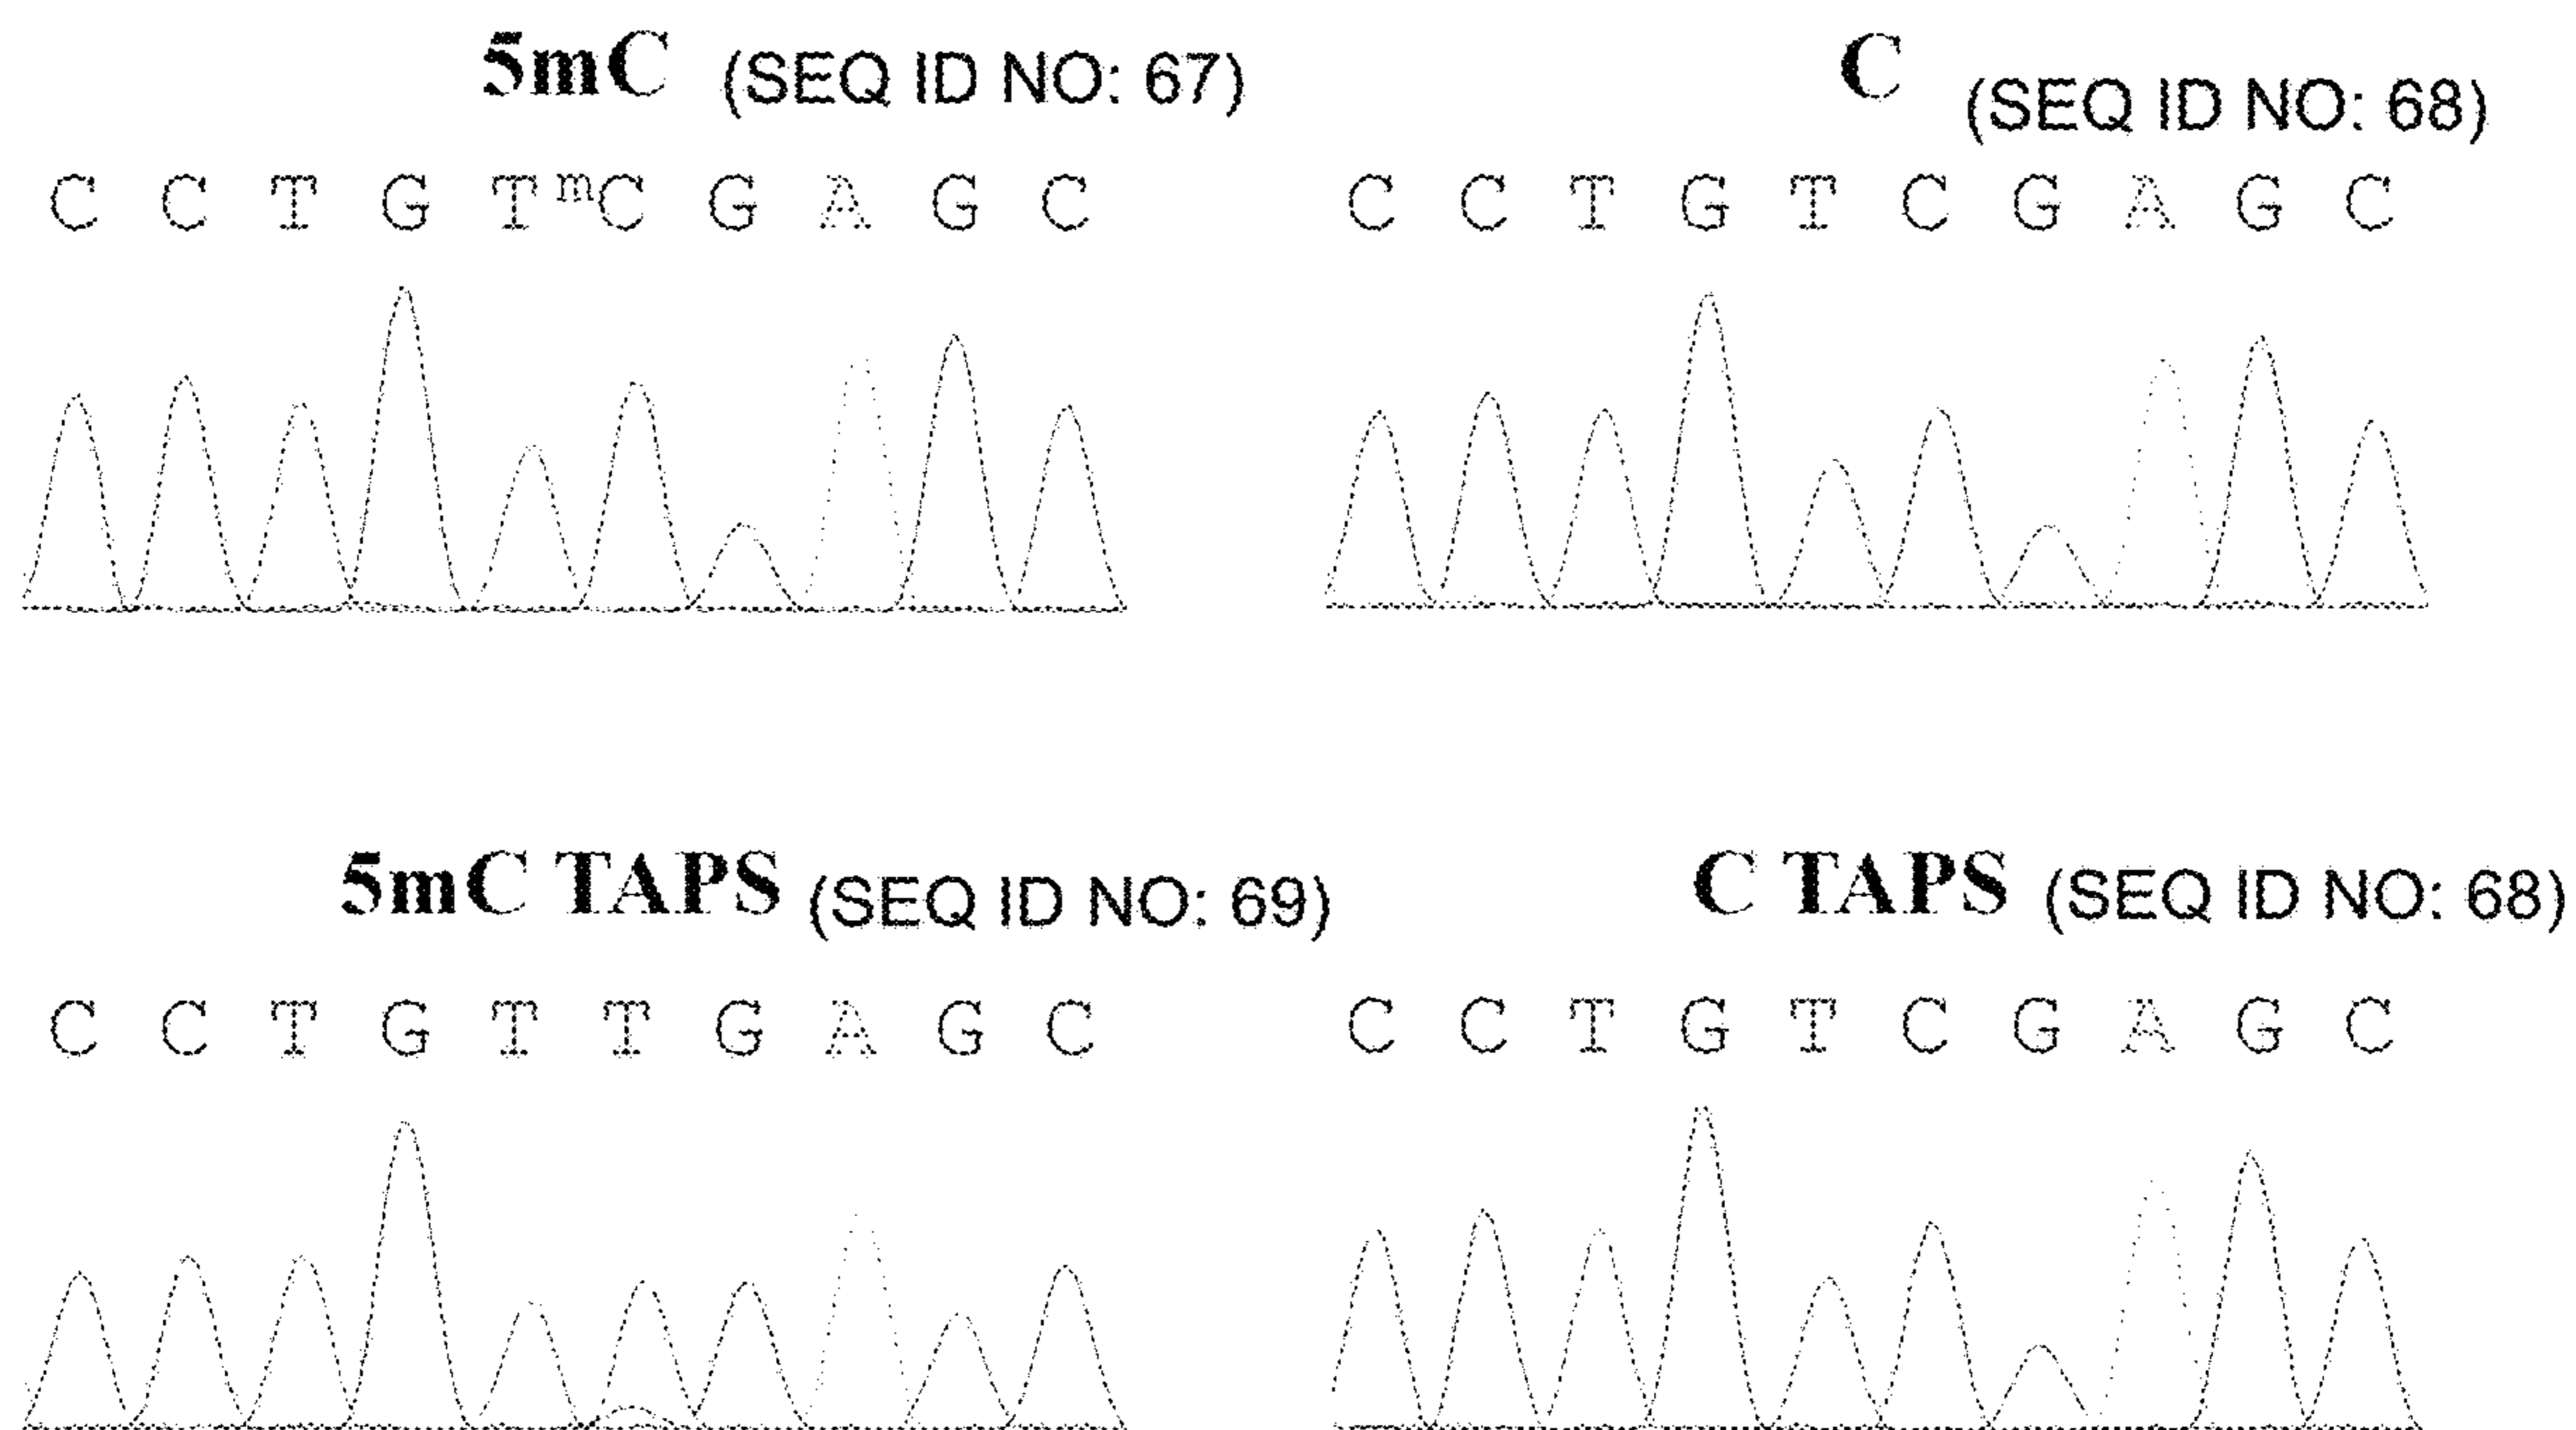 5mC (SEQ ID NO: 67)
C C T G T mC G A G C
C (SEQ ID NO: 68)
C C T G T C G A G C
5mC TAPS (SEQ ID NO: 69)
C C T G T T G A G C
C TAPS (SEQ ID NO: 68)
C C T G T C G A G C